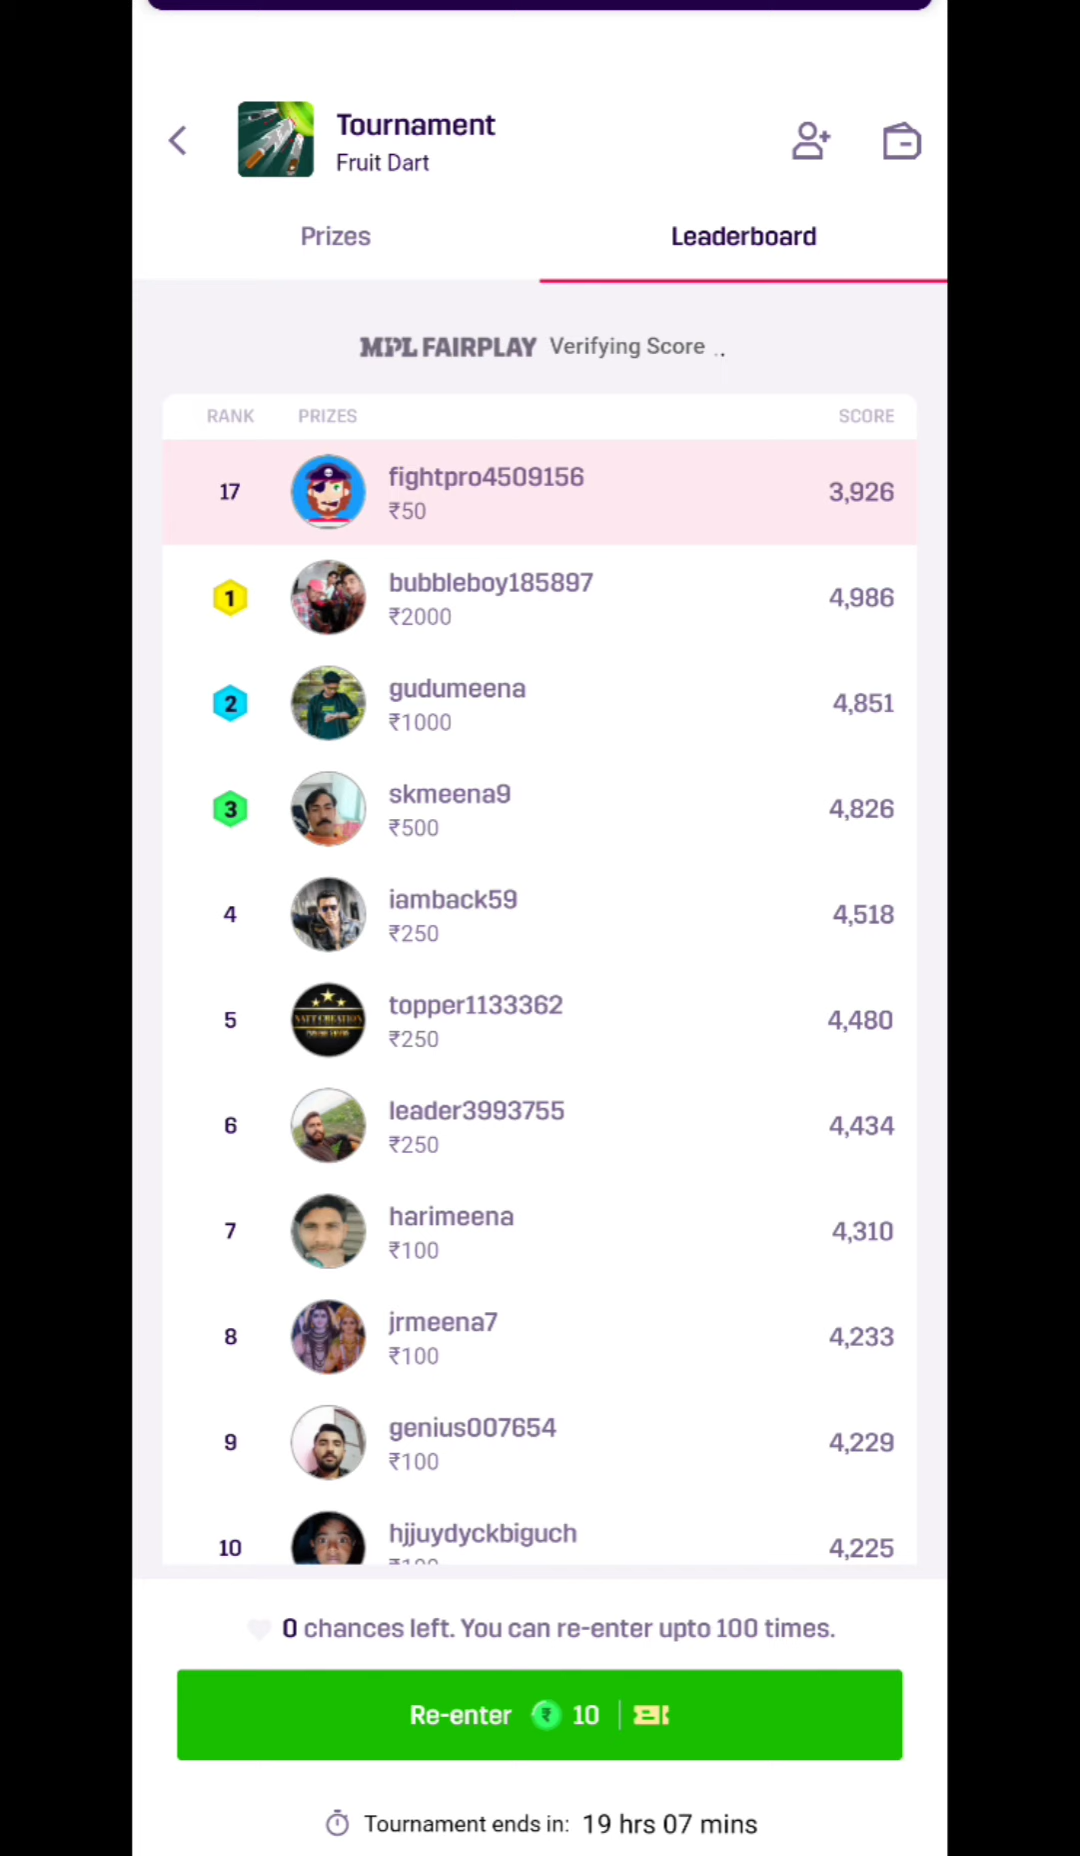 Tournament
Fruit Dart
Prizes
Leaderboard
MPL FAIRPLAY Verifying Score ..
RANK PRIZES SCORE
17 fightpro4509156 3,926
₹50
1 bubbleboy185897 4,986
₹2000
2 gudumeena 4,851
₹1000
3 skmeena9 4,826
₹500
4 iamback59 4,518
₹250
5 topper1133362 4,480
₹250
6 leader3993755 4,434
₹250
7 harimeena 4,310
₹100
8 jrmeena7 4,233
₹100
9 genius007654 4,229
₹100
10 hjjuydyckbiguch 4,225
0 chances left. You can re-enter upto 100 times.
Re-enter ₹ 10
Tournament ends in: 19 hrs 07 mins